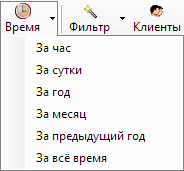 Время Фильтр Клиенты
За час
За сутки
За год
За месяц
За предыдущий год
За всё время